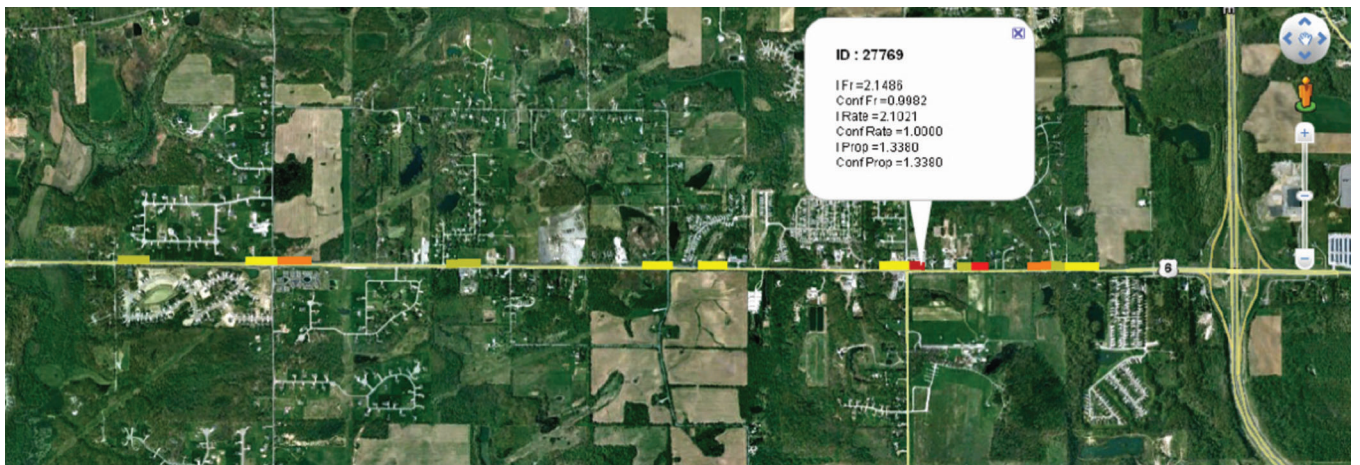 ID : 27769
I Fr =2.1486
Conf Fr =0.9982
I Rate =2.1021
Conf Rate =1.0000
I Prop =1.3380
Conf Prop =1.3380
6